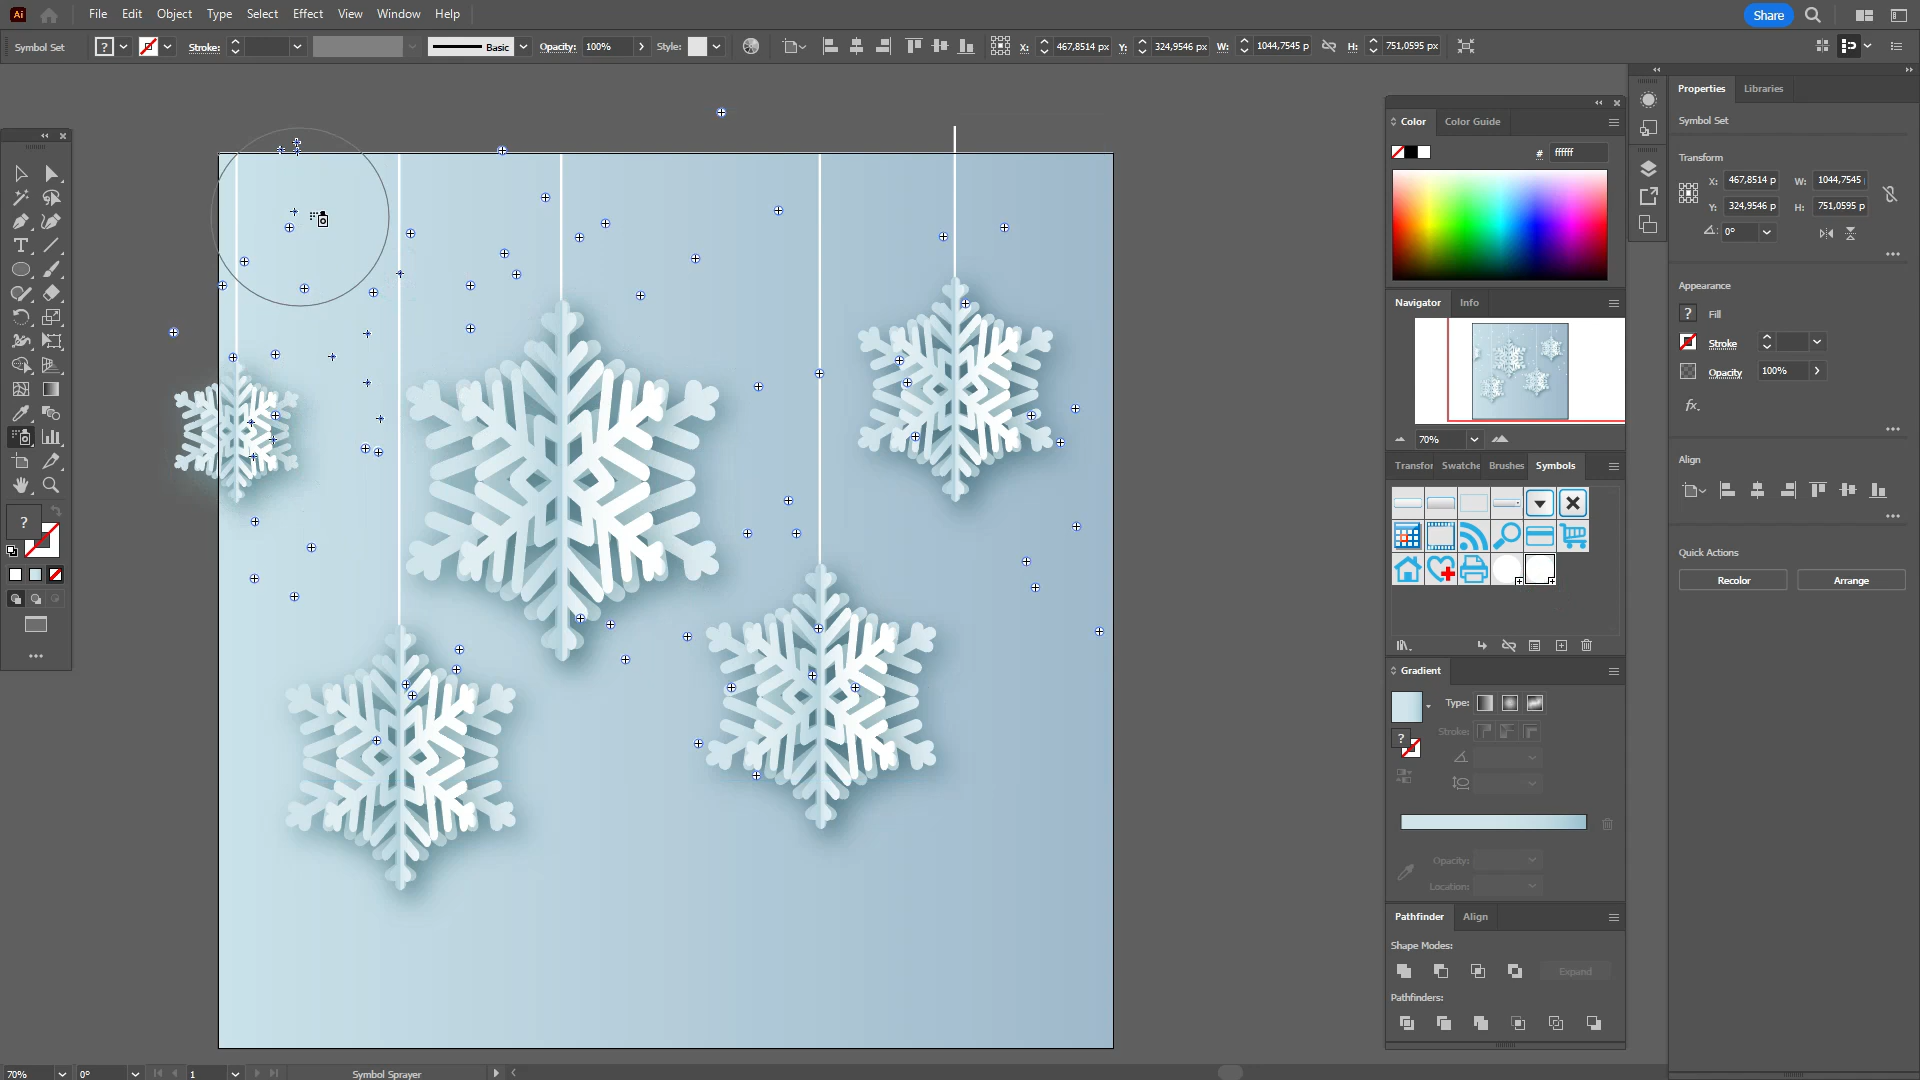 Ai File Edit Object Type Select Effect View Window Help Share
Symbol Set ? Stroke: Basic Opacity: 100% Style: X: 467,8514 px Y: 324,9546 px W: 1044,7545 p H: 751,0595 px
Color Color Guide
# ffffff
Navigator Info
70%
Transfor Swatche Brushes Symbols
Gradient
Type:
Stroke:
?
Opacity:
Location:
Pathfinder Align
Shape Modes:
Expand
Pathfinders:
Properties Libraries
Symbol Set
Transform
X: 467,8514 p W: 1044,7545
Y: 324,9546 p H: 751,0595 p
0°
Appearance
? Fill
Stroke
Opacity 100%
fx.
Align
Quick Actions
Recolor Arrange
T
?
70% 0° 1 Symbol Sprayer